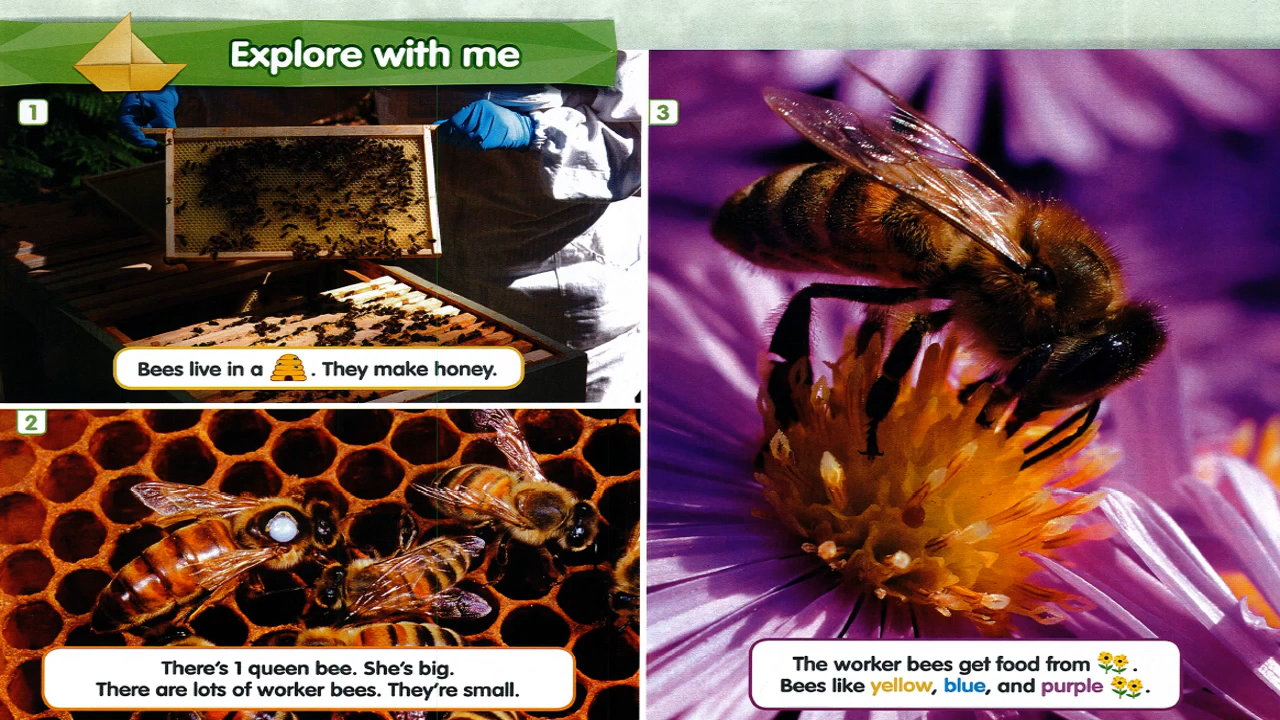 Explore with me
1
Bees live in a . They make honey.
2
There's 1 queen bee. She's big.
There are lots of worker bees. They're small.
3
The worker bees get food from .
Bees like yellow, blue, and purple .